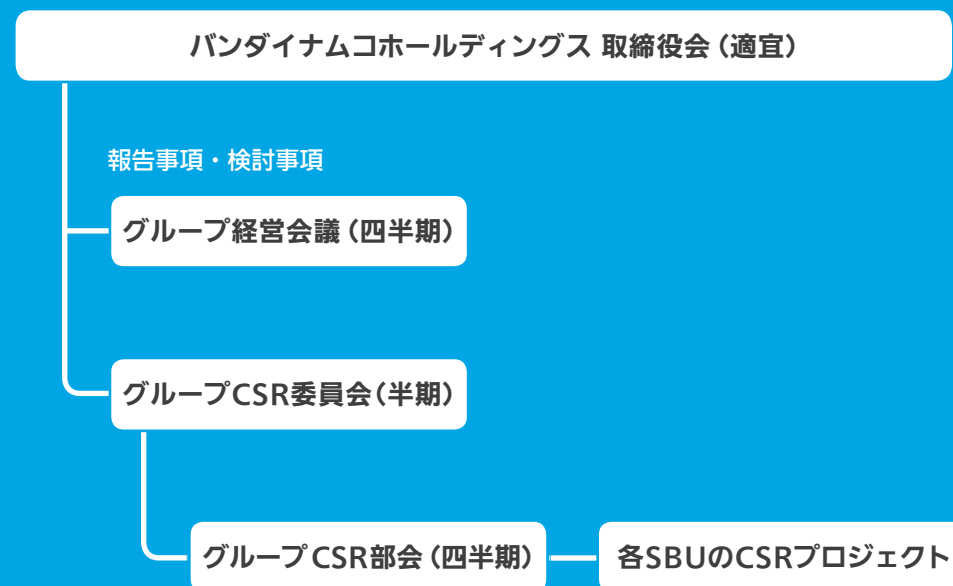 バンダイナムコホールディングス 取締役会（適宜）
報告事項・検討事項
グループ経営会議（四半期）
グループCSR委員会（半期）
グループCSR部会（四半期）
各SBUのCSRプロジェクト